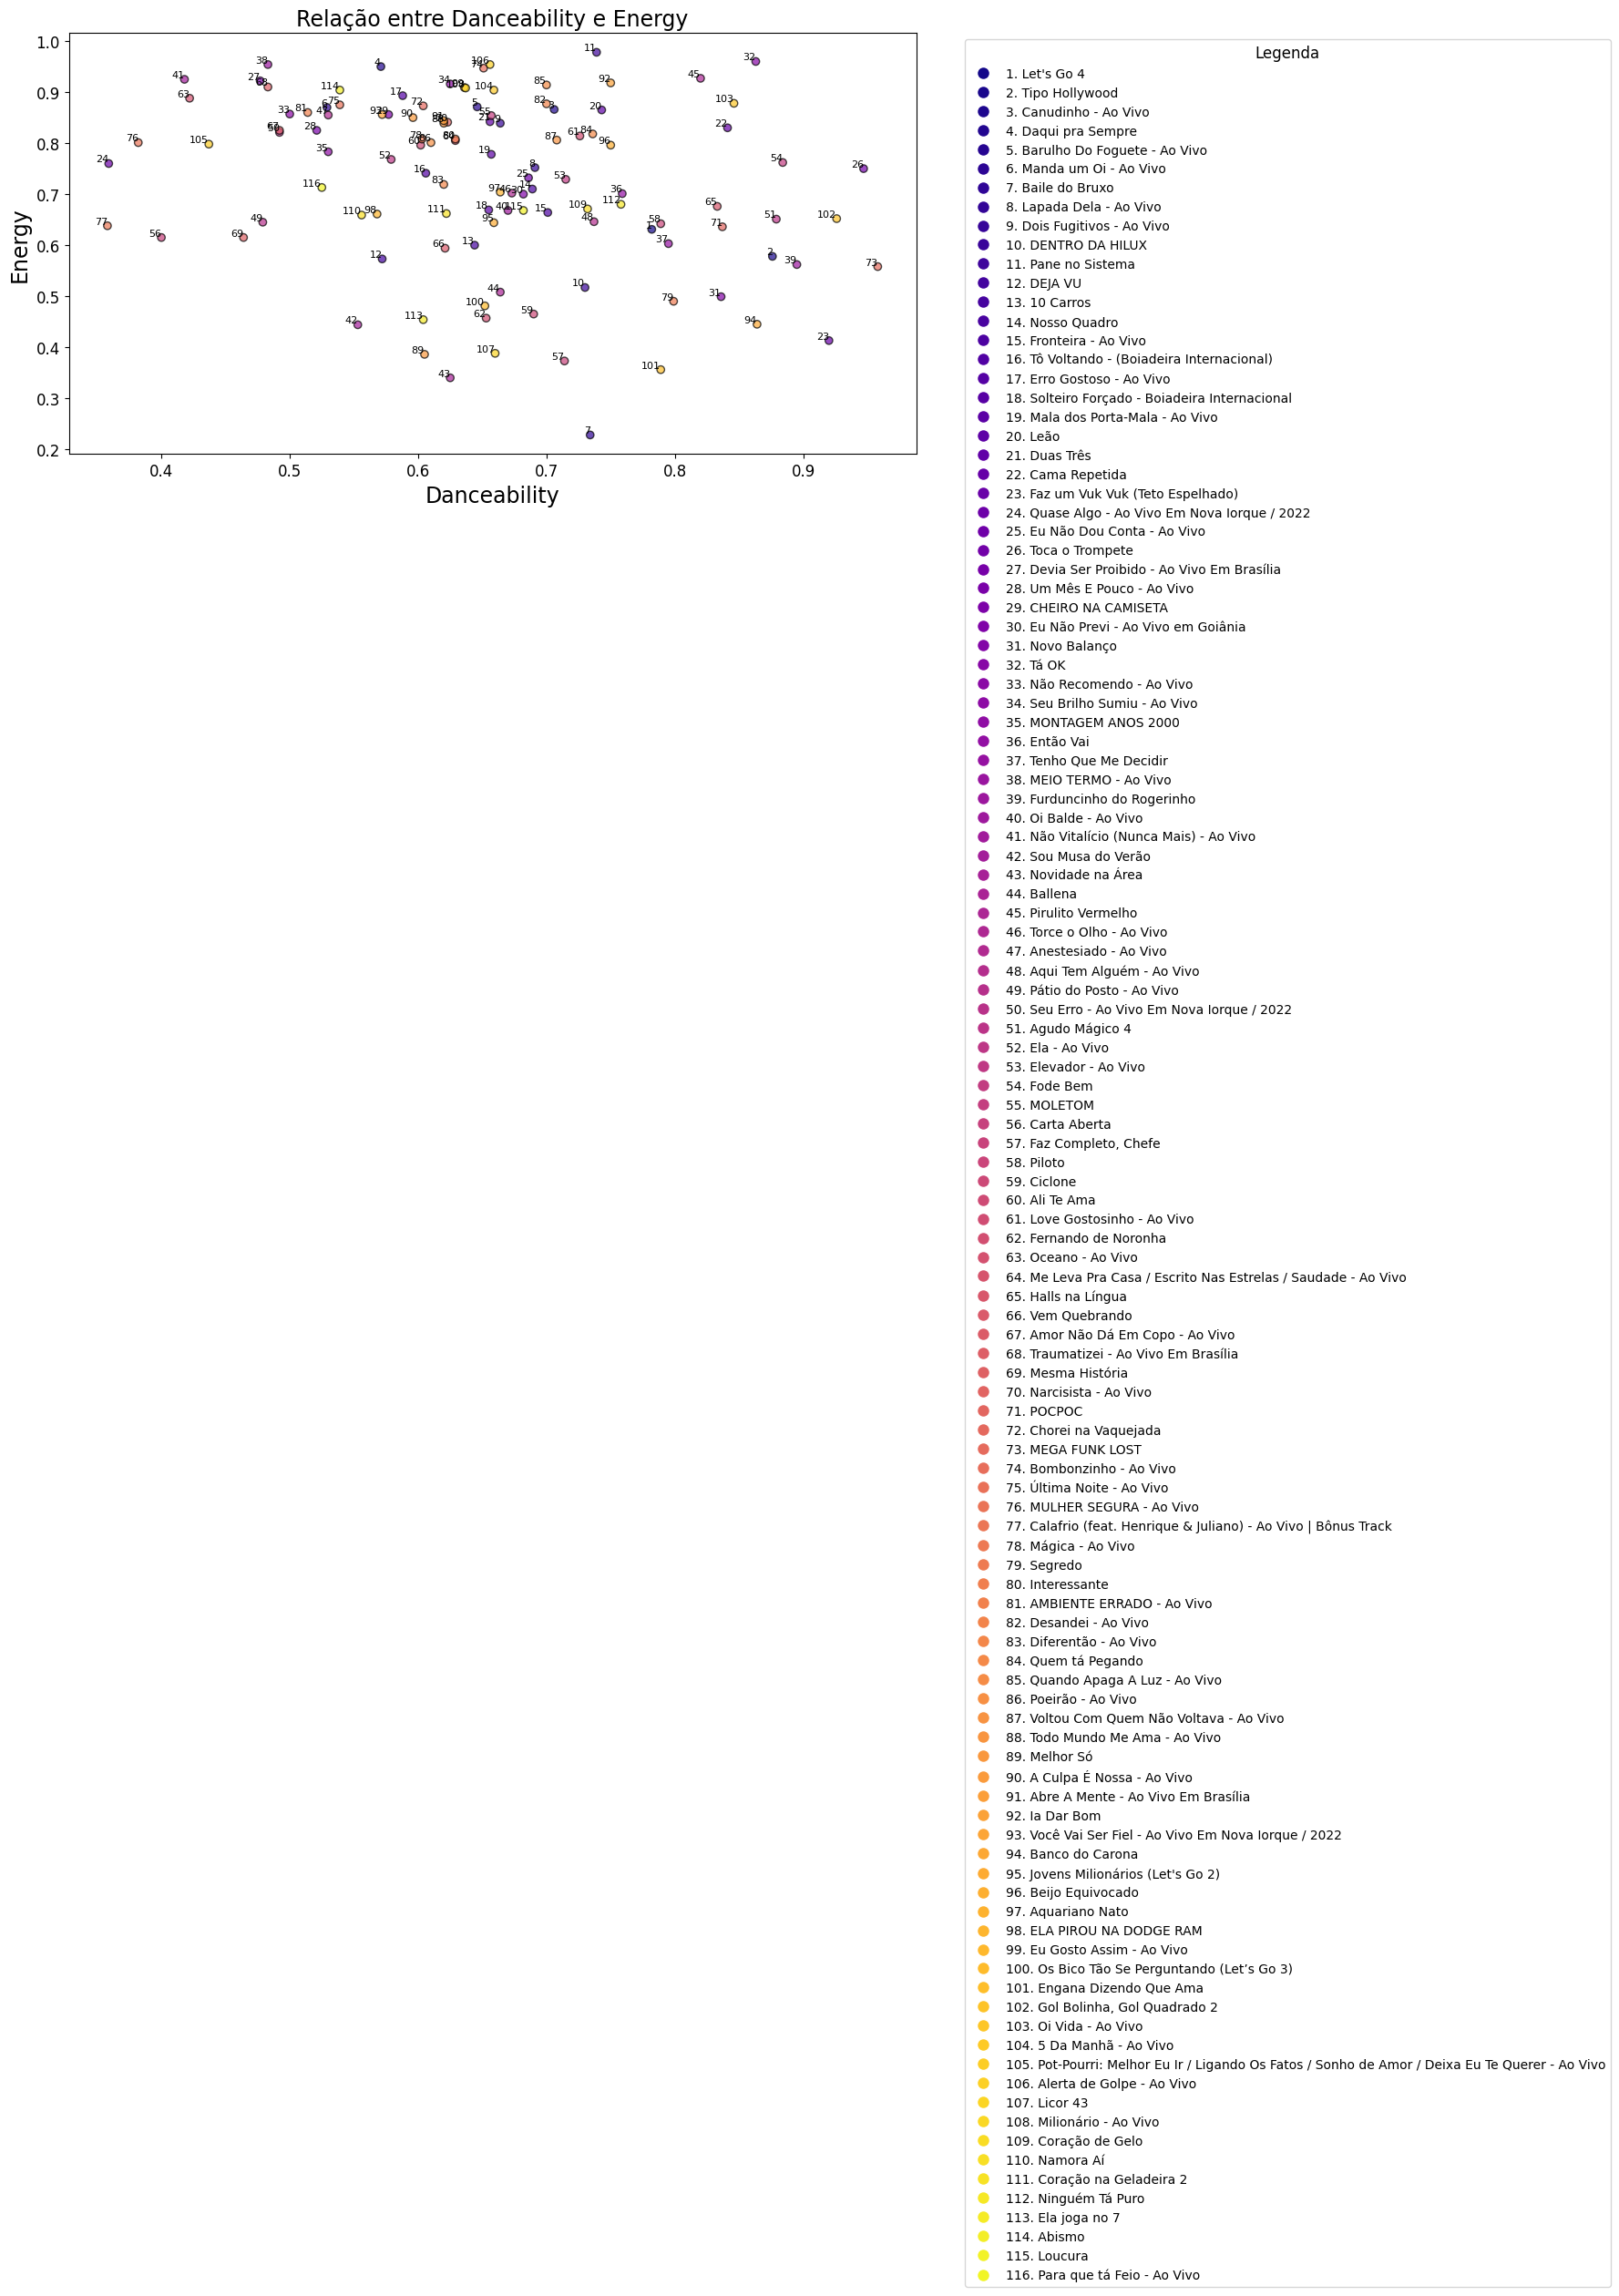 Relação entre Danceability e Energy
Energy
1.0
0.9
0.8
0.7
0.6
0.5
0.4
0.3
0.2
0.4
0.5
0.6
0.7
0.8
0.9
Danceability
Legenda
1. Let's Go 4
2. Tipo Hollywood
3. Canudinho - Ao Vivo
4. Daqui pra Sempre
5. Barulho Do Foguete - Ao Vivo
6. Manda um Oi - Ao Vivo
7. Baile do Bruxo
8. Lapada Dela - Ao Vivo
9. Dois Fugitivos - Ao Vivo
10. DENTRO DA HILUX
11. Pane no Sistema
12. DEJA VU
13. 10 Carros
14. Nosso Quadro
15. Fronteira - Ao Vivo
16. Tô Voltando - (Boiadeira Internacional)
17. Erro Gostoso - Ao Vivo
18. Solteiro Forçado - Boiadeira Internacional
19. Mala dos Porta-Mala - Ao Vivo
20. Leão
21. Duas Três
22. Cama Repetida
23. Faz um Vuk Vuk (Teto Espelhado)
24. Quase Algo - Ao Vivo Em Nova Iorque / 2022
25. Eu Não Dou Conta - Ao Vivo
26. Toca o Trompete
27. Devia Ser Proibido - Ao Vivo Em Brasília
28. Um Mês E Pouco - Ao Vivo
29. CHEIRO NA CAMISETA
30. Eu Não Previ - Ao Vivo em Goiânia
31. Novo Balanço
32. Tá OK
33. Não Recomendo - Ao Vivo
34. Seu Brilho Sumiu - Ao Vivo
35. MONTAGEM ANOS 2000
36. Então Vai
37. Tenho Que Me Decidir
38. MEIO TERMO - Ao Vivo
39. Furduncinho do Rogerinho
40. Oi Balde - Ao Vivo
41. Não Vitalício (Nunca Mais) - Ao Vivo
42. Sou Musa do Verão
43. Novidade na Área
44. Ballena
45. Pirulito Vermelho
46. Torce o Olho - Ao Vivo
47. Anestesiado - Ao Vivo
48. Aqui Tem Alguém - Ao Vivo
49. Pátio do Posto - Ao Vivo
50. Seu Erro - Ao Vivo Em Nova Iorque / 2022
51. Agudo Mágico 4
52. Ela - Ao Vivo
53. Elevador - Ao Vivo
54. Fode Bem
55. MOLETOM
56. Carta Aberta
57. Faz Completo, Chefe
58. Piloto
59. Ciclone
60. Ali Te Ama
61. Love Gostosinho - Ao Vivo
62. Fernando de Noronha
63. Oceano - Ao Vivo
64. Me Leva Pra Casa / Escrito Nas Estrelas / Saudade - Ao Vivo
65. Halls na Língua
66. Vem Quebrando
67. Amor Não Dá Em Copo - Ao Vivo
68. Traumatizei - Ao Vivo Em Brasília
69. Mesma História
70. Narcisista - Ao Vivo
71. POCPOC
72. Chorei na Vaquejada
73. MEGA FUNK LOST
74. Bombonzinho - Ao Vivo
75. Última Noite - Ao Vivo
76. MULHER SEGURA - Ao Vivo
77. Calafrio (feat. Henrique & Juliano) - Ao Vivo | Bônus Track
78. Mágica - Ao Vivo
79. Segredo
80. Interessante
81. AMBIENTE ERRADO - Ao Vivo
82. Desandei - Ao Vivo
83. Diferentão - Ao Vivo
84. Quem tá Pegando
85. Quando Apaga A Luz - Ao Vivo
86. Poeirão - Ao Vivo
87. Voltou Com Quem Não Voltava - Ao Vivo
88. Todo Mundo Me Ama - Ao Vivo
89. Melhor Só
90. A Culpa É Nossa - Ao Vivo
91. Abre A Mente - Ao Vivo Em Brasília
92. Ia Dar Bom
93. Você Vai Ser Fiel - Ao Vivo Em Nova Iorque / 2022
94. Banco do Carona
95. Jovens Milionários (Let's Go 2)
96. Beijo Equivocado
97. Aquariano Nato
98. ELA PIROU NA DODGE RAM
99. Eu Gosto Assim - Ao Vivo
100. Os Bico Tão Se Perguntando (Let’s Go 3)
101. Engana Dizendo Que Ama
102. Gol Bolinha, Gol Quadrado 2
103. Oi Vida - Ao Vivo
104. 5 Da Manhã - Ao Vivo
105. Pot-Pourri: Melhor Eu Ir / Ligando Os Fatos / Sonho de Amor / Deixa Eu Te Querer - Ao Vivo
106. Alerta de Golpe - Ao Vivo
107. Licor 43
108. Milionário - Ao Vivo
109. Coração de Gelo
110. Namora Aí
111. Coração na Geladeira 2
112. Ninguém Tá Puro
113. Ela joga no 7
114. Abismo
115. Loucura
116. Para que tá Feio - Ao Vivo